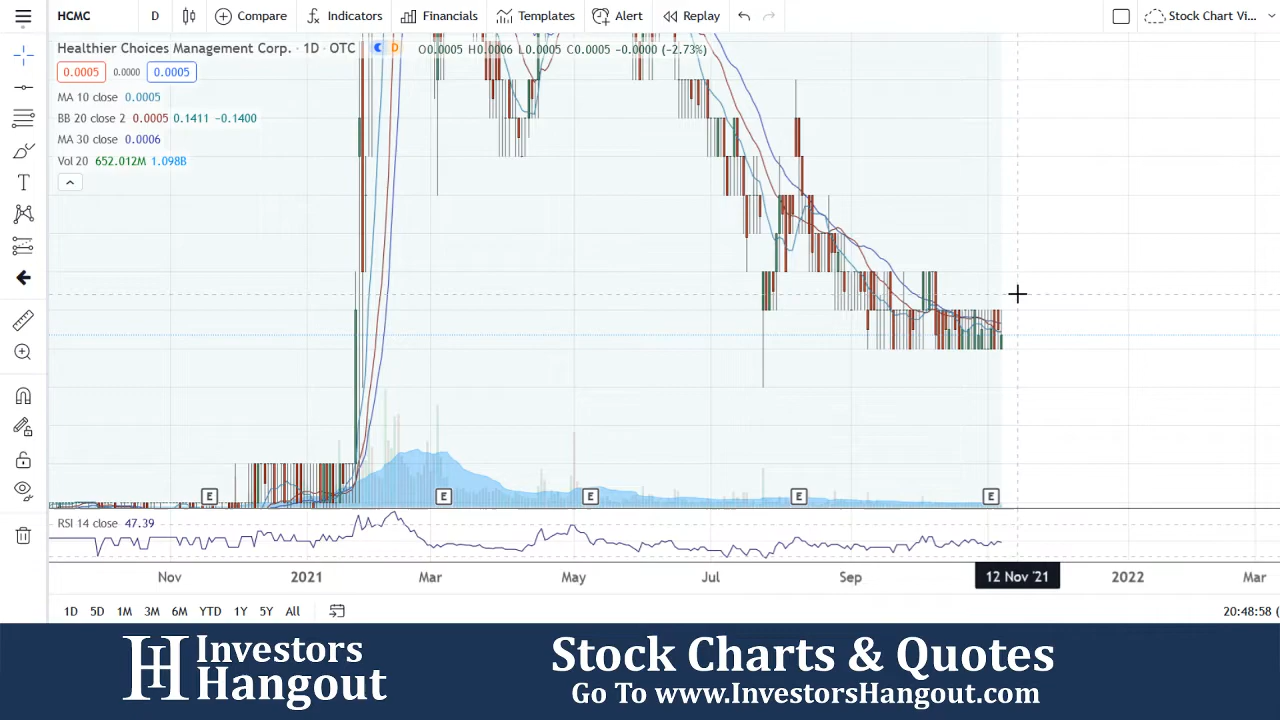 HCMC D Compare Indicators Financials Templates Alert Replay Stock Chart Vi...
Healthier Choices Management Corp. · 1D · OTC D O0.0005 H0.0006 L0.0005 C0.0005 −0.0000 (−2.73%)
0.0005 0.0000 0.0005
MA 10 close 0.0005
BB 20 close 2 0.0005 0.1411 −0.1400
MA 30 close 0.0006
Vol 20 652.012M 1.098B
E E E E E
RSI 14 close 47.39
Nov 2021 Mar May Jul Sep 12 Nov '21 2022 Mar
1D 5D 1M 3M 6M YTD 1Y 5Y All 20:48:58
Investors
Hangout
Stock Charts & Quotes
Go To www.InvestorsHangout.com